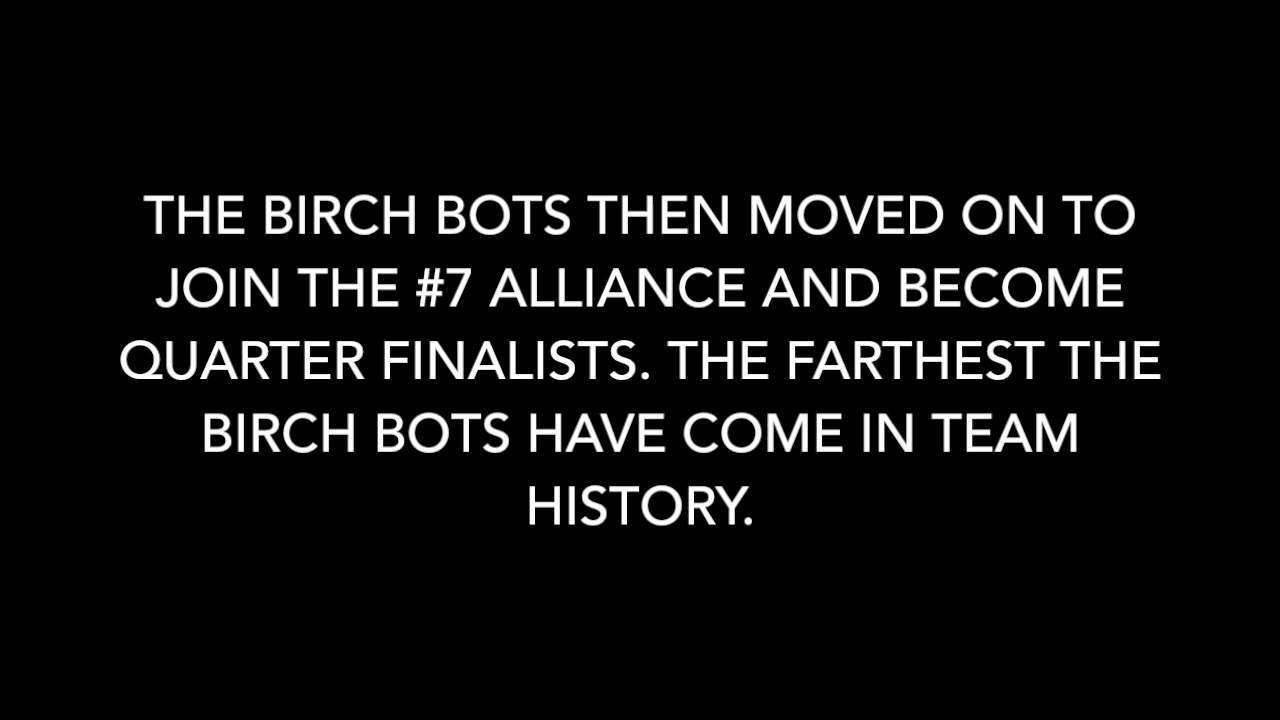 THE BIRCH BOTS THEN MOVED ON TO
JOIN THE #7 ALLIANCE AND BECOME
QUARTER FINALISTS. THE FARTHEST THE
BIRCH BOTS HAVE COME IN TEAM
HISTORY.